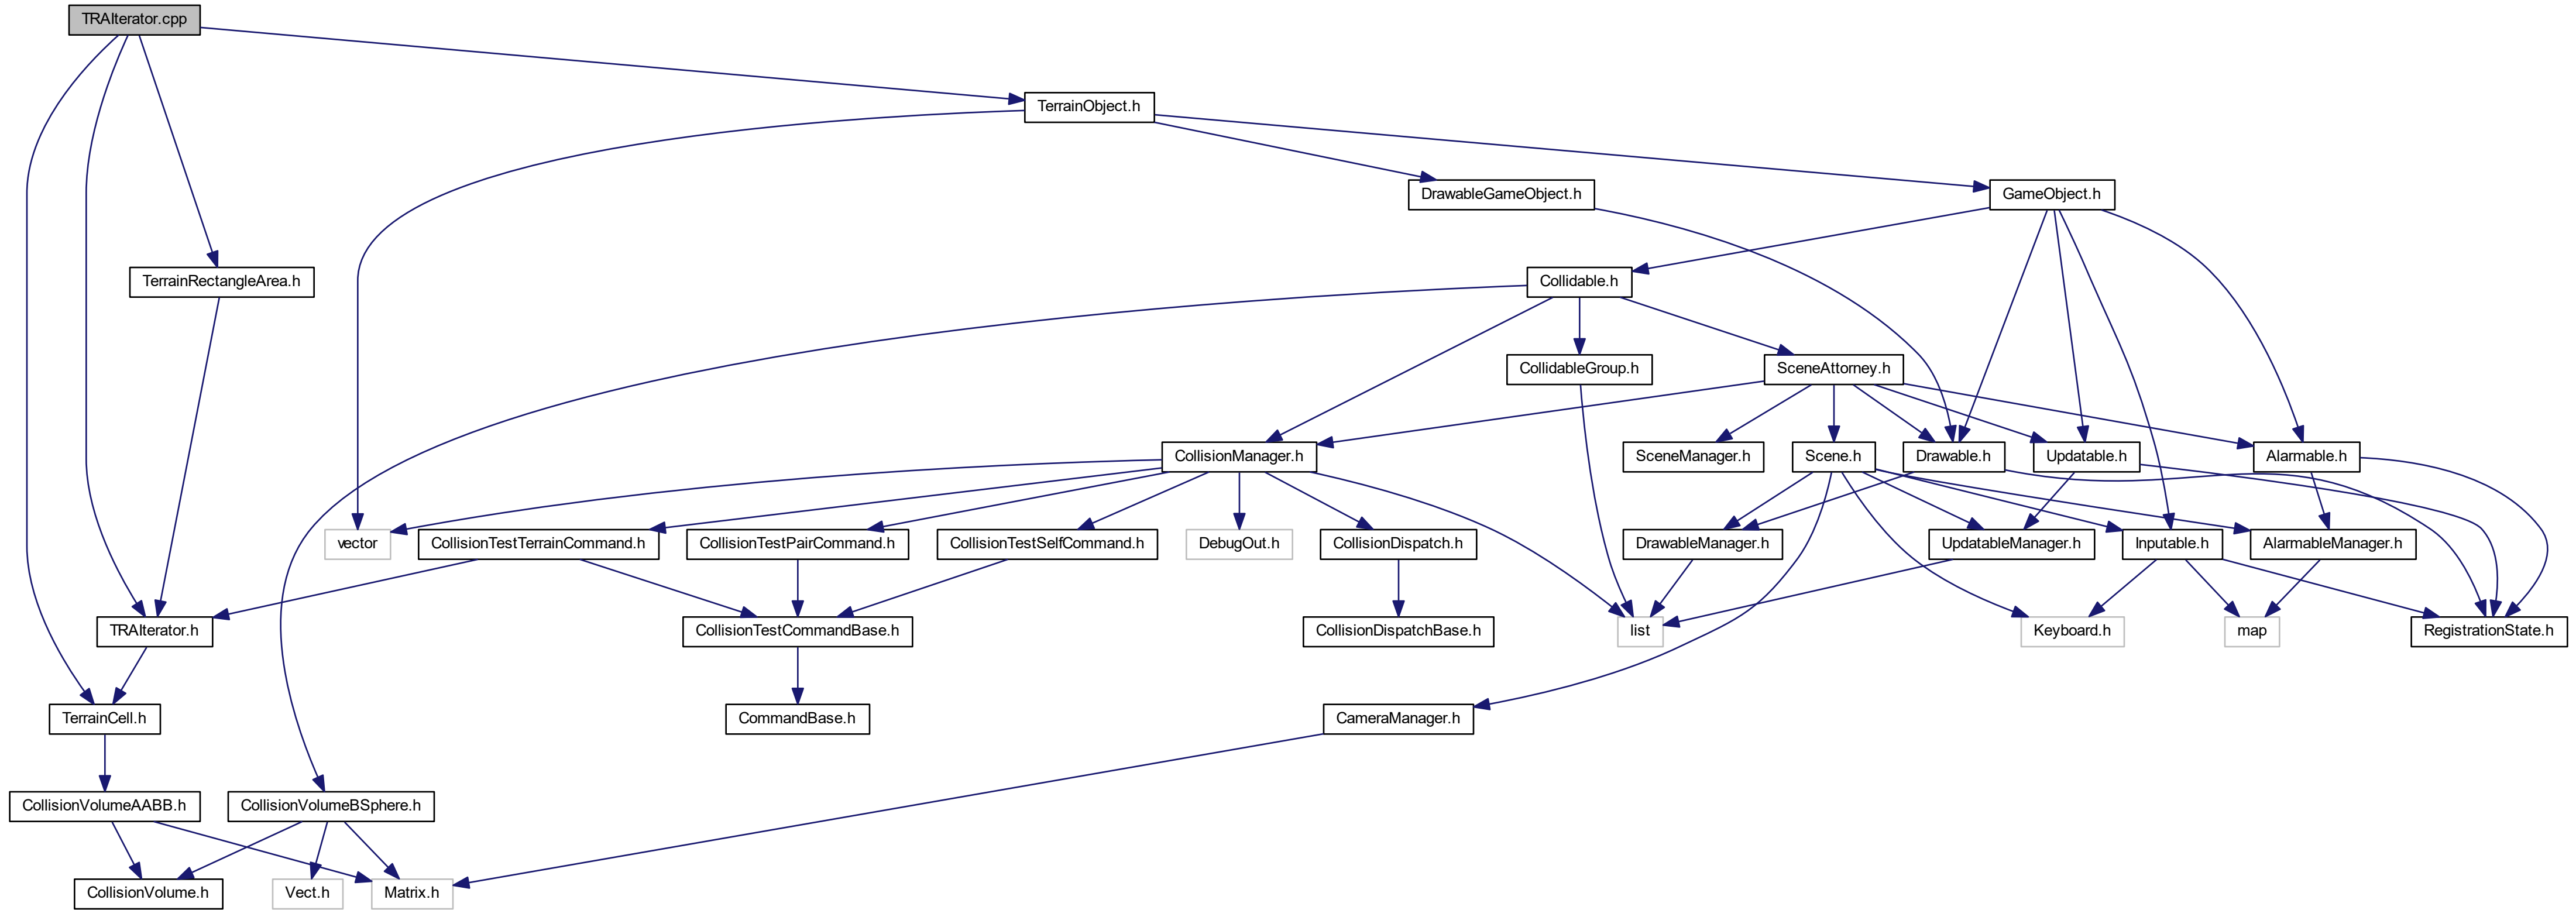 TRAIterator.cpp
TerrainObject.h
DrawableGameObject.h
GameObject.h
TerrainRectangleArea.h
Collidable.h
CollidableGroup.h
SceneAttorney.h
CollisionManager.h
SceneManager.h
Scene.h
Drawable.h
Updatable.h
Alarmable.h
vector
CollisionTestTerrainCommand.h
CollisionTestPairCommand.h
CollisionTestSelfCommand.h
DebugOut.h
CollisionDispatch.h
DrawableManager.h
UpdatableManager.h
Inputable.h
AlarmableManager.h
TRAIterator.h
CollisionTestCommandBase.h
CollisionDispatchBase.h
list
Keyboard.h
map
RegistrationState.h
TerrainCell.h
CommandBase.h
CameraManager.h
CollisionVolumeAABB.h
CollisionVolumeBSphere.h
CollisionVolume.h
Vect.h
Matrix.h